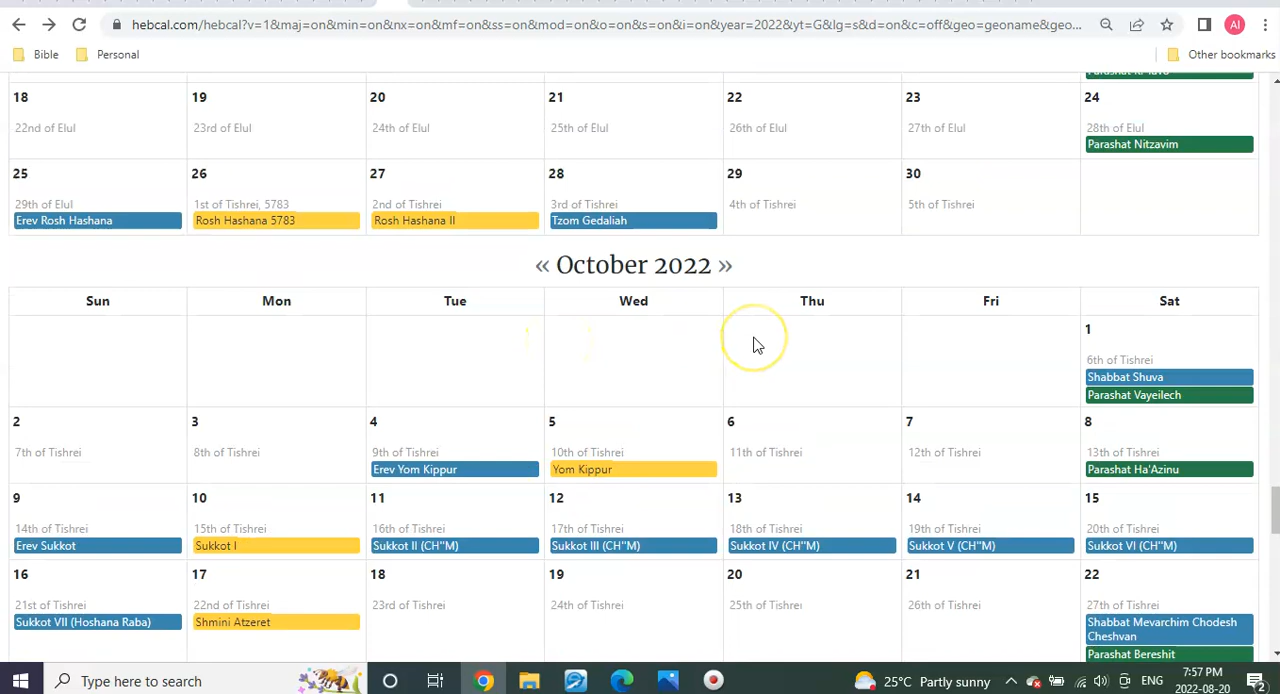 hebcal.com/hebcal?v=1&maj=on&min=on&nx=on&mf=on&ss=on&mod=on&o=on&s=on&i=on&year=2022&yt=G&lg=s&d=on&c=off&geo=geoname&geo...
AI
Bible Personal Other bookmarks
18 19 20 21 22 23 24
22nd of Elul 23rd of Elul 24th of Elul 25th of Elul 26th of Elul 27th of Elul 28th of Elul
Parashat Nitzavim
25 26 27 28 29 30
29th of Elul 1st of Tishrei, 5783 2nd of Tishrei 3rd of Tishrei 4th of Tishrei 5th of Tishrei
Erev Rosh Hashana Rosh Hashana 5783 Rosh Hashana II Tzom Gedaliah
« October 2022 »
Sun Mon Tue Wed Thu Fri Sat
1
6th of Tishrei
Shabbat Shuva
Parashat Vayeilech
2 3 4 5 6 7 8
7th of Tishrei 8th of Tishrei 9th of Tishrei 10th of Tishrei 11th of Tishrei 12th of Tishrei 13th of Tishrei
Erev Yom Kippur Yom Kippur Parashat Ha'Azinu
9 10 11 12 13 14 15
14th of Tishrei 15th of Tishrei 16th of Tishrei 17th of Tishrei 18th of Tishrei 19th of Tishrei 20th of Tishrei
Erev Sukkot Sukkot I Sukkot II (CH"M) Sukkot III (CH"M) Sukkot IV (CH"M) Sukkot V (CH"M) Sukkot VI (CH"M)
16 17 18 19 20 21 22
21st of Tishrei 22nd of Tishrei 23rd of Tishrei 24th of Tishrei 25th of Tishrei 26th of Tishrei 27th of Tishrei
Sukkot VII (Hoshana Raba) Shmini Atzeret Shabbat Mevarchim Chodesh
Cheshvan
Parashat Bereshit
Type here to search 25°C Partly sunny ENG 7:57 PM
2022-08-20 2